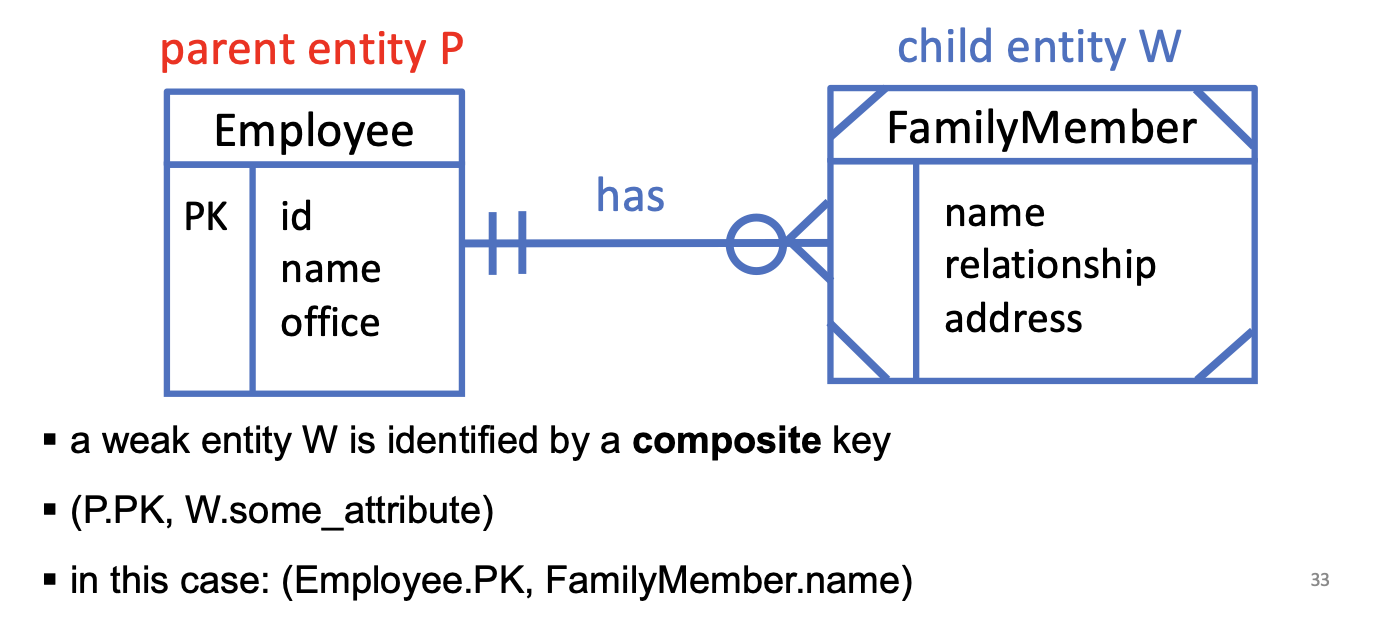 parent entity P
child entity W
Employee
FamilyMember
PK
id
name
office
has
name
relationship
address
▪ a weak entity W is identified by a composite key
▪ (P.PK, W.some_attribute)
▪ in this case: (Employee.PK, FamilyMember.name)
33